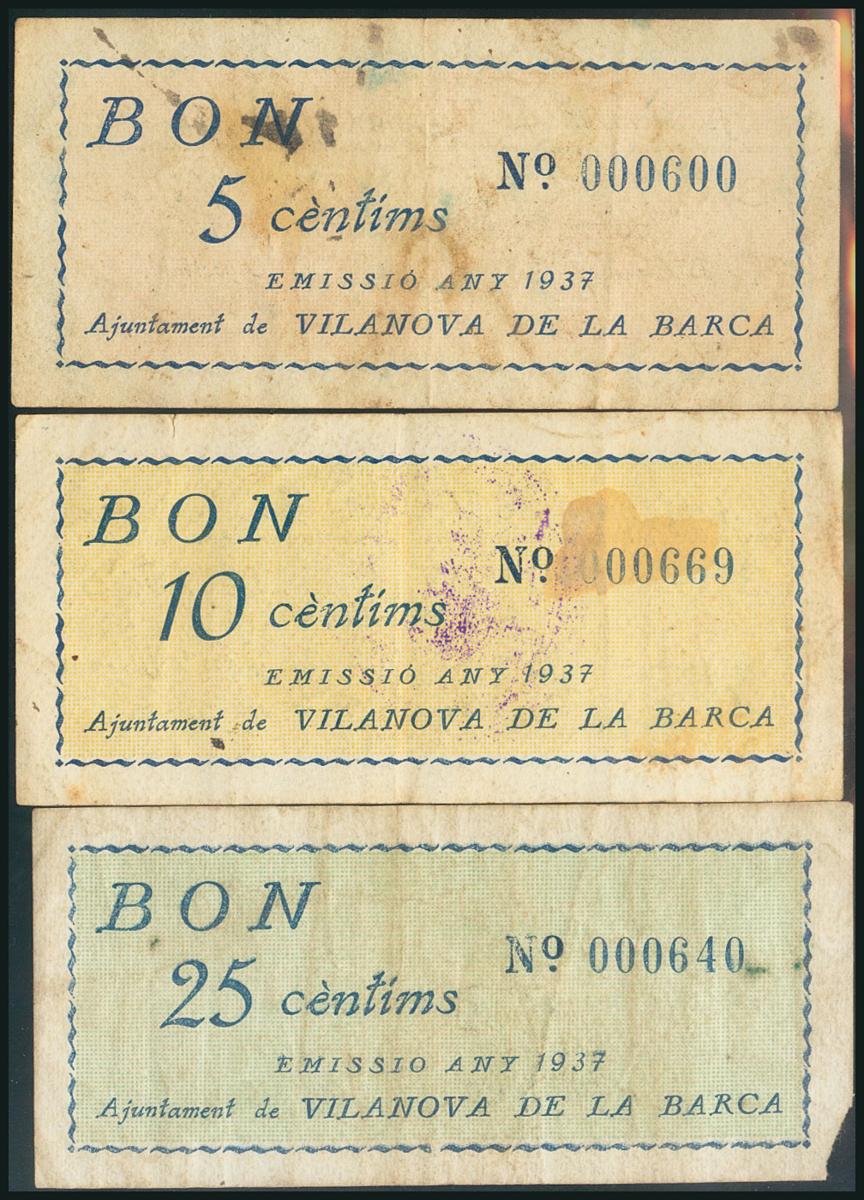 BON
Nº 000600
5 cèntims
EMISSIÓ ANY 1937
Ajuntament de VILANOVA DE LA BARCA
BON
Nº 000669
10 cèntims
EMISSIÓ ANY 1937
Ajuntament de VILANOVA DE LA BARCA
BON
Nº 000640
25 cèntims
EMISSIO ANY 1937
Ajuntament de VILANOVA DE LA BARCA